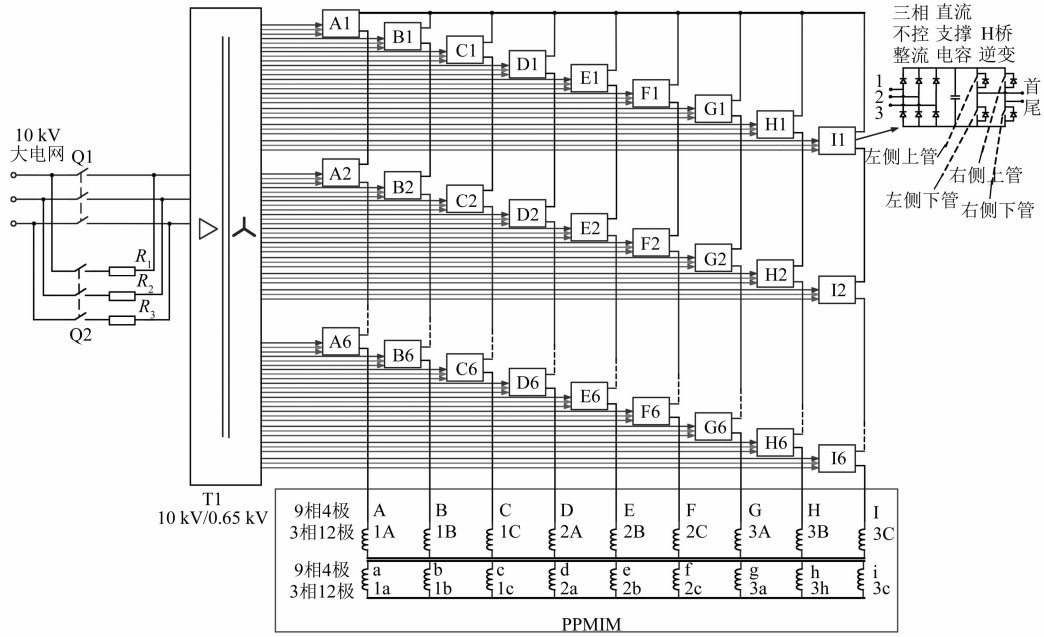 A1
B1
C1
D1
E1
F1
G1
H1
I1
三相 直流
不控 支撑 H桥
整流 电容 逆变
1
2
3
首
尾
左侧上管
右侧上管
左侧下管
右侧下管
10 kV
大电网
Q1
A2
B2
C2
D2
E2
F2
G2
H2
I2
R1
R2
R3
Q2
A6
B6
C6
D6
E6
F6
G6
H6
I6
T1
10 kV/0.65 kV
9相4极 A B C D E F G H I
3相12极 1A 1B 1C 2A 2B 2C 3A 3B 3C
9相4极 a b c d e f g h i
3相12极 1a 1b 1c 2a 2b 2c 3a 3h 3c
PPMIM